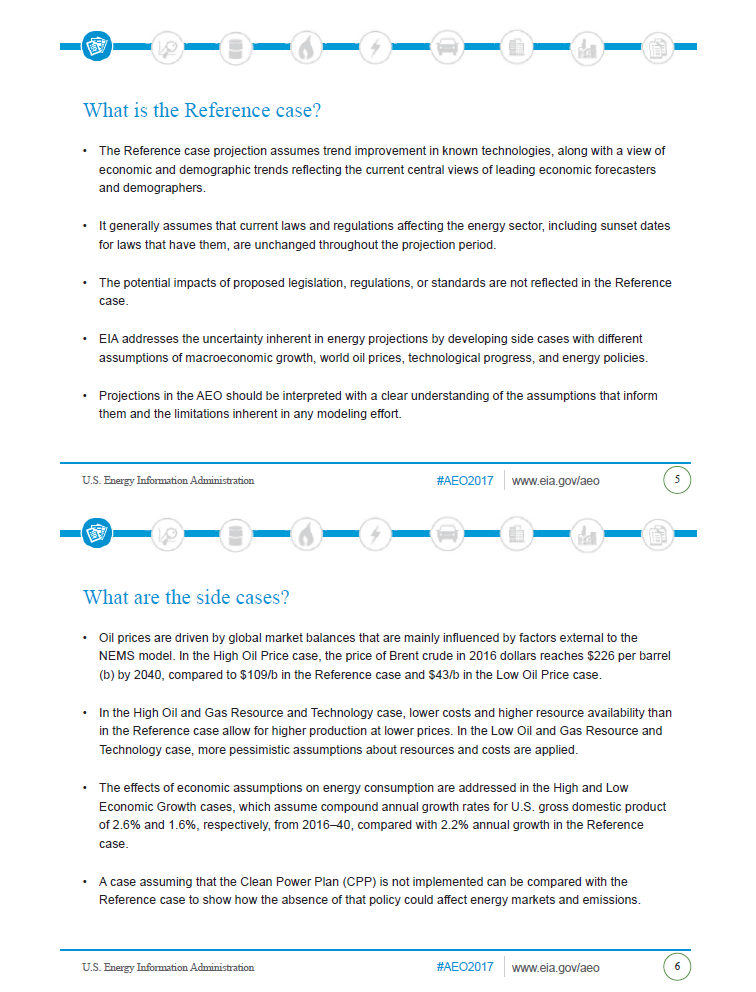 What is the Reference case?
• The Reference case projection assumes trend improvement in known technologies, along with a view of
economic and demographic trends reflecting the current central views of leading economic forecasters
and demographers.
• It generally assumes that current laws and regulations affecting the energy sector, including sunset dates
for laws that have them, are unchanged throughout the projection period.
• The potential impacts of proposed legislation, regulations, or standards are not reflected in the Reference
case.
• EIA addresses the uncertainty inherent in energy projections by developing side cases with different
assumptions of macroeconomic growth, world oil prices, technological progress, and energy policies.
• Projections in the AEO should be interpreted with a clear understanding of the assumptions that inform
them and the limitations inherent in any modeling effort.
U.S. Energy Information Administration #AEO2017 www.eia.gov/aeo 5
What are the side cases?
• Oil prices are driven by global market balances that are mainly influenced by factors external to the
NEMS model. In the High Oil Price case, the price of Brent crude in 2016 dollars reaches $226 per barrel
(b) by 2040, compared to $109/b in the Reference case and $43/b in the Low Oil Price case.
• In the High Oil and Gas Resource and Technology case, lower costs and higher resource availability than
in the Reference case allow for higher production at lower prices. In the Low Oil and Gas Resource and
Technology case, more pessimistic assumptions about resources and costs are applied.
• The effects of economic assumptions on energy consumption are addressed in the High and Low
Economic Growth cases, which assume compound annual growth rates for U.S. gross domestic product
of 2.6% and 1.6%, respectively, from 2016–40, compared with 2.2% annual growth in the Reference
case.
• A case assuming that the Clean Power Plan (CPP) is not implemented can be compared with the
Reference case to show how the absence of that policy could affect energy markets and emissions.
U.S. Energy Information Administration #AEO2017 www.eia.gov/aeo 6